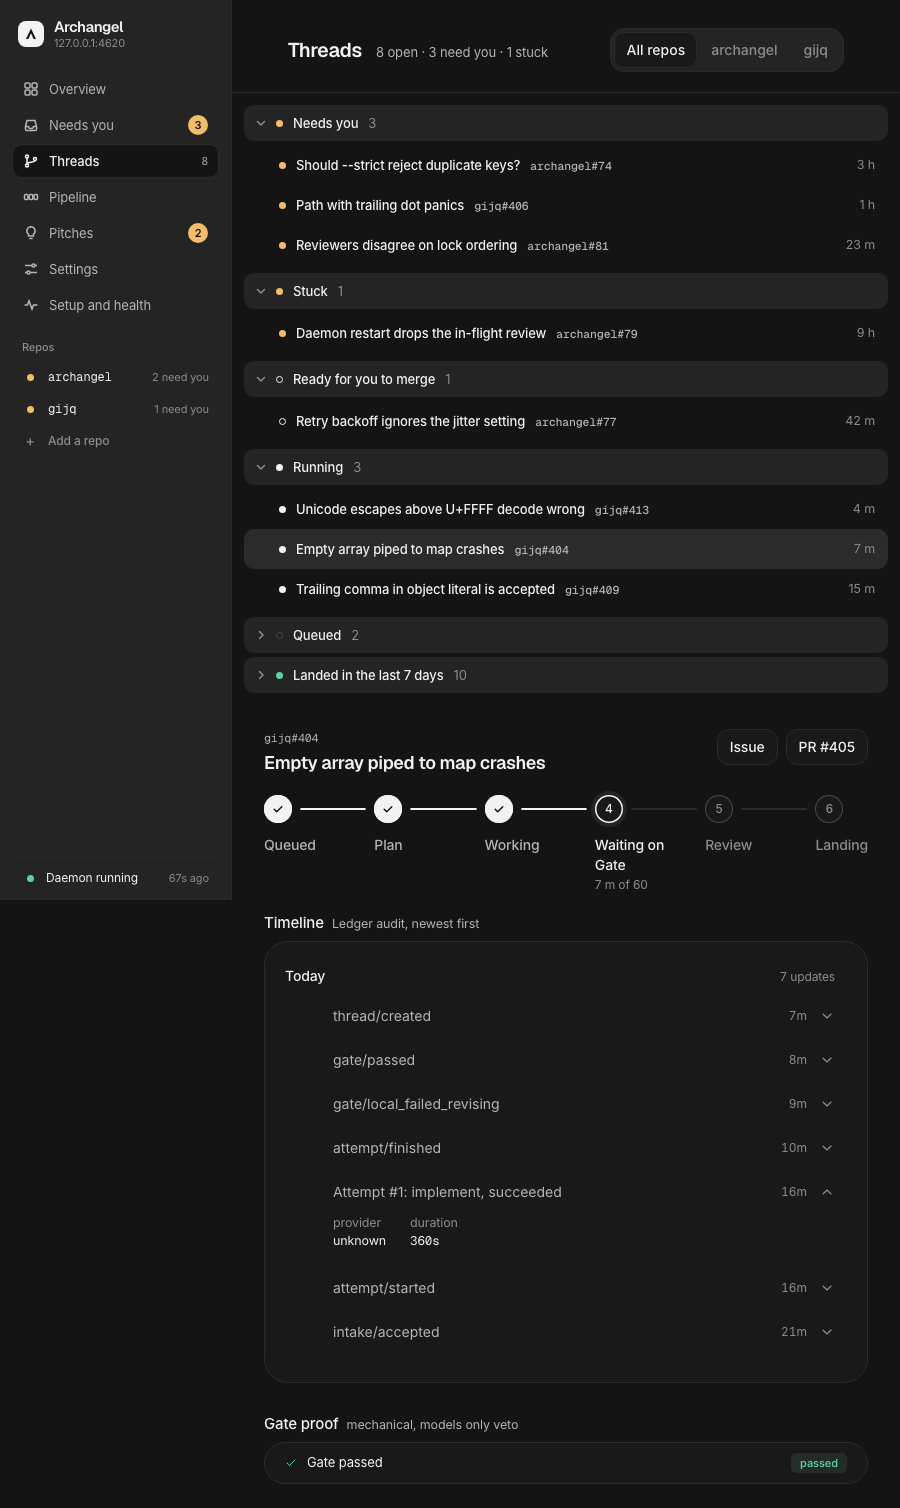 Archangel
127.0.0.1:4620
Overview
Needs you 3
Threads 8
Pipeline
Pitches 2
Settings
Setup and health
Repos
archangel 2 need you
gijq 1 need you
+ Add a repo
Daemon running 67s ago
Threads 8 open · 3 need you · 1 stuck
All repos archangel gijq
Needs you 3
Should --strict reject duplicate keys? archangel#74 3 h
Path with trailing dot panics gijq#406 1 h
Reviewers disagree on lock ordering archangel#81 23 m
Stuck 1
Daemon restart drops the in-flight review archangel#79 9 h
Ready for you to merge 1
Retry backoff ignores the jitter setting archangel#77 42 m
Running 3
Unicode escapes above U+FFFF decode wrong gijq#413 4 m
Empty array piped to map crashes gijq#404 7 m
Trailing comma in object literal is accepted gijq#409 15 m
Queued 2
Landed in the last 7 days 10
gijq#404
Empty array piped to map crashes
Issue PR #405
4 5 6
Queued Plan Working Waiting on Review Landing
Gate
7 m of 60
Timeline Ledger audit, newest first
Today 7 updates
thread/created 7m
gate/passed 8m
gate/local_failed_revising 9m
attempt/finished 10m
Attempt #1: implement, succeeded 16m
provider duration
unknown 360s
attempt/started 16m
intake/accepted 21m
Gate proof mechanical, models only veto
Gate passed passed